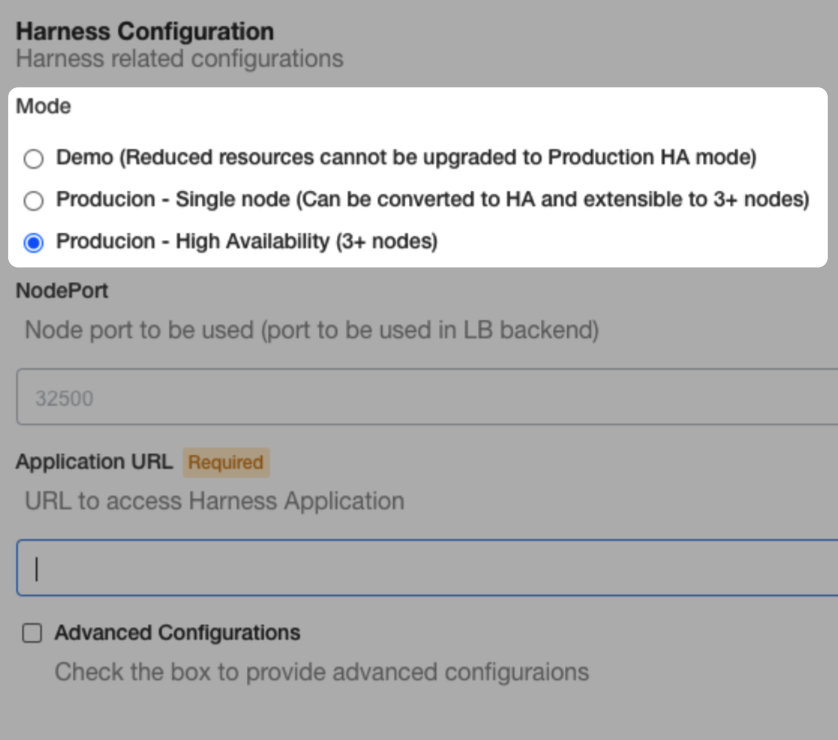 Harness Configuration
Harness related configurations
Mode
Demo (Reduced resources cannot be upgraded to Production HA mode)
Producion - Single node (Can be converted to HA and extensible to 3+ nodes)
Producion - High Availability (3+ nodes)
NodePort
Node port to be used (port to be used in LB backend)
32500
Application URL Required
URL to access Harness Application
Advanced Configurations
Check the box to provide advanced configuraions